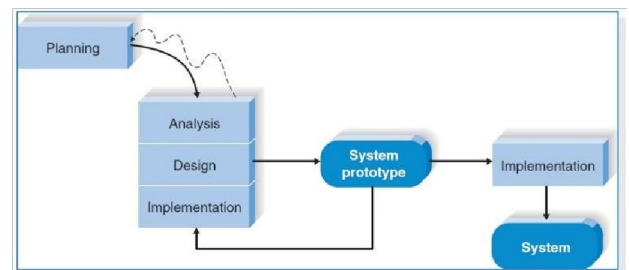 Planning
Analysis
Design
Implementation
System
prototype
Implementation
System